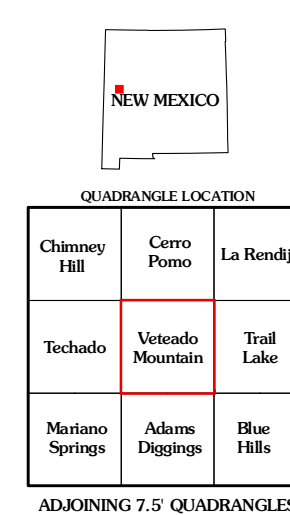 NEW MEXICO
QUADRANGLE LOCATION
Chimney
Hill
Cerro
Pomo
La Rendij
Techado
Veteado
Mountain
Trail
Lake
Mariano
Springs
Adams
Diggings
Blue
Hills
ADJOINING 7.5' QUADRANGLES